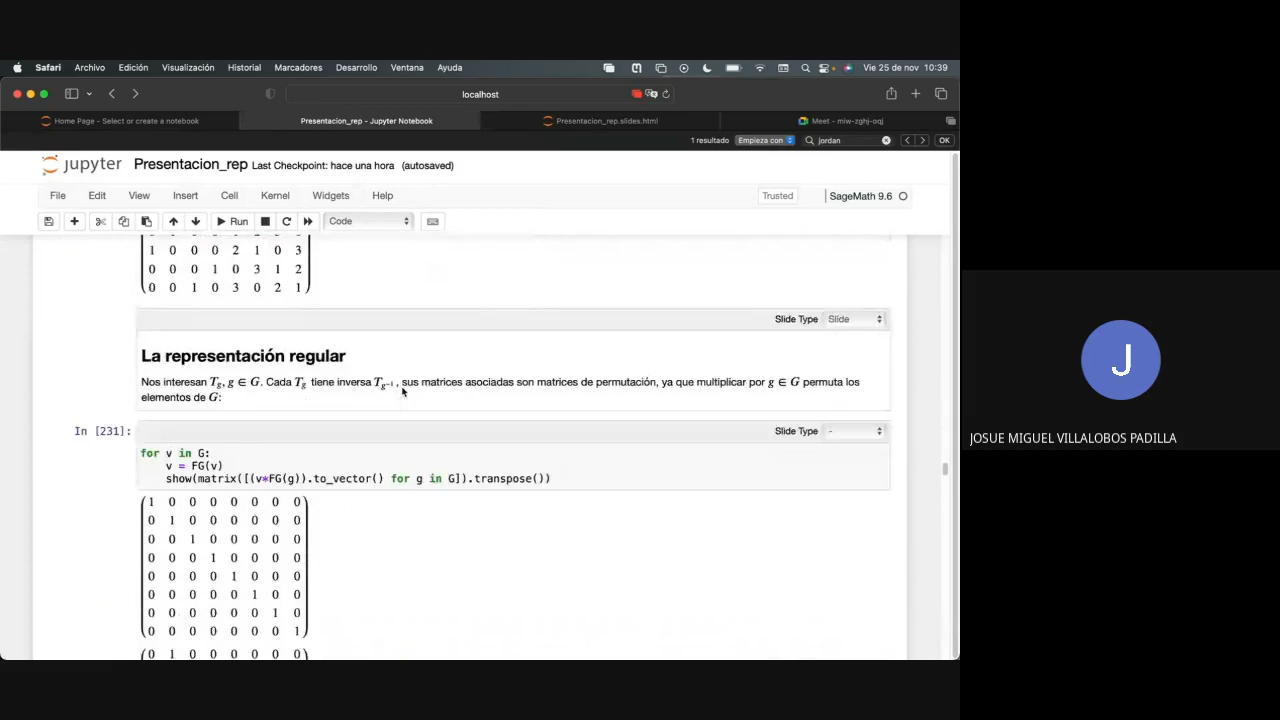 Safari Archivo Edición Visualización Historial Marcadores Desarrollo Ventana Ayuda Vie 25 de nov 10:39
localhost
Home Page - Select or create a notebook Presentacion_rep - Jupyter Notebook Presentacion_rep.slides.html Meet - miw-zghj-oqj
1 resultado Empieza con jordan OK
jupyter Presentacion_rep Last Checkpoint: hace una hora (autosaved)
File Edit View Insert Cell Kernel Widgets Help Trusted SageMath 9.6
Run Code
1 0 0 0 2 1 0 3
0 0 0 1 0 3 1 2
0 0 1 0 3 0 2 1
Slide Type Slide
La representación regular
Nos interesan T_g, g ∈ G. Cada T_g tiene inversa T_{g⁻¹}, sus matrices asociadas son matrices de permutación, ya que multiplicar por g ∈ G permuta los
elementos de G:
In [231]: Slide Type -
for v in G:
v = FG(v)
show(matrix([(v*FG(g)).to_vector() for g in G]).transpose())
1 0 0 0 0 0 0 0
0 1 0 0 0 0 0 0
0 0 1 0 0 0 0 0
0 0 0 1 0 0 0 0
0 0 0 0 1 0 0 0
0 0 0 0 0 1 0 0
0 0 0 0 0 0 1 0
0 0 0 0 0 0 0 1
0 1 0 0 0 0 0 0
J
JOSUE MIGUEL VILLALOBOS PADILLA